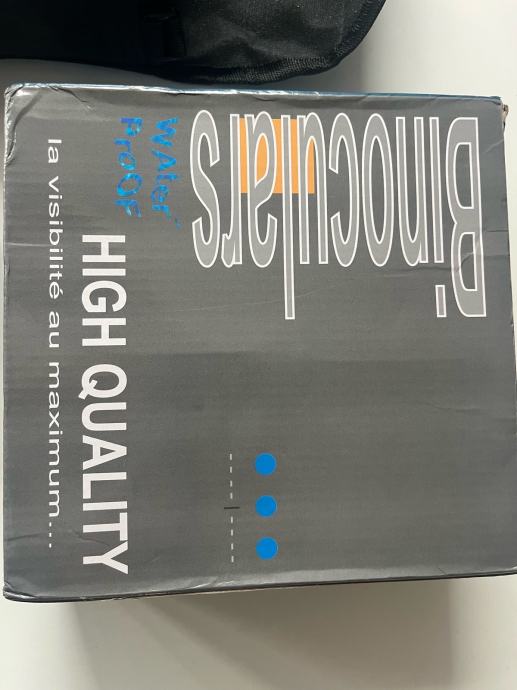 Binoculars
WAter
ProOF
HIGH QUALITY
la visibilité au maximum...